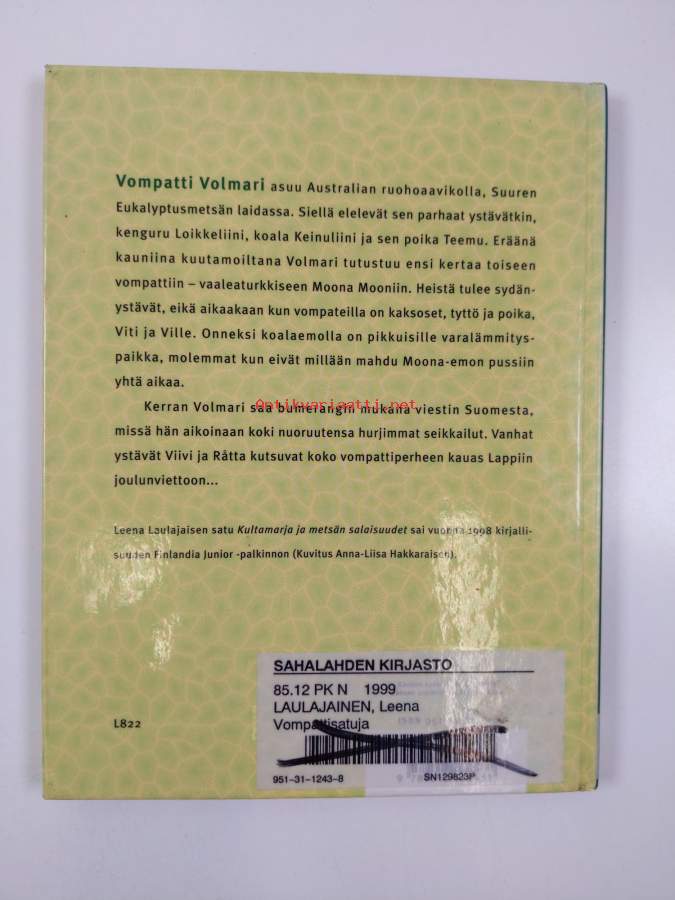 Vompatti Volmari asuu Australian ruohoaavikolla, Suuren
Eukalyptusmetsän laidassa. Siellä elelevät sen parhaat ystävätkin,
kenguru Loikkeliini, koala Keinuliini ja sen poika Teemu. Eräänä
kauniina kuutamoiltana Volmari tutustuu ensi kertaa toiseen
vompattiin – vaaleaturkkiseen Moona Mooniin. Heistä tulee sydän-
ystävät, eikä aikaakaan kun vompateilla on kaksoset, tyttö ja poika,
Viti ja Ville. Onneksi koalaemolla on pikkuisille varalämmitys-
paikka, molemmat kun eivät millään mahdu Moona-emon pussiin
yhtä aikaa.
Antikvariaatti.net
Kerran Volmari saa bumerangin mukana viestin Suomesta,
missä hän aikoinaan koki nuoruutensa hurjimmat seikkailut. Vanhat
ystävät Viivi ja Råtta kutsuvat koko vompattiperheen kauas Lappiin
joulunviettoon...
Leena Laulajaisen satu Kultamarja ja metsän salaisuudet sai vuonna 1998 kirjalli-
suuden Finlandia Junior -palkinnon (Kuvitus Anna-Liisa Hakkaraisen).
SAHALAHDEN KIRJASTO
85.12 PK N 1999
LAULAJAINEN, Leena
Vompattisatuja
L822
951-31-1243-8 SN129823P